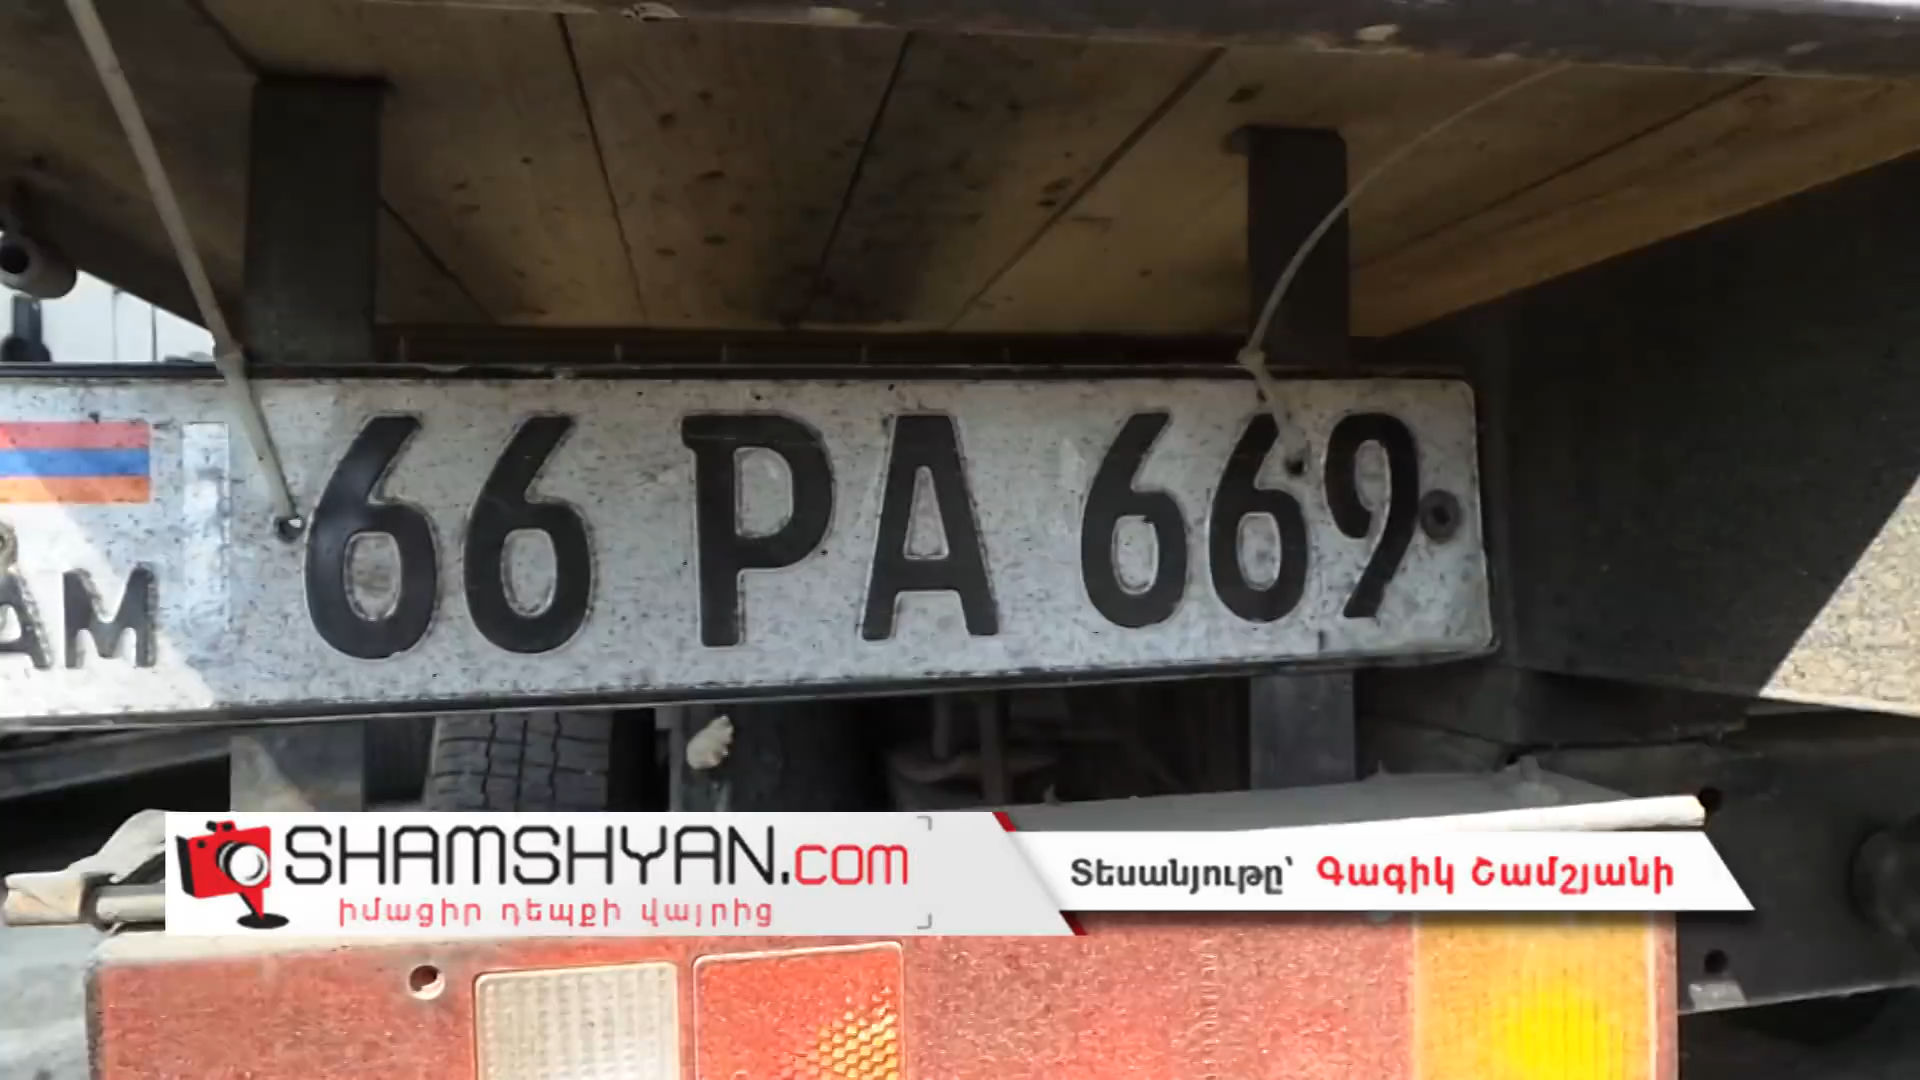 66 PA 669
AM
SHAMSHYAN.com
իմացիր դեպքի վայրից
Տեսանյութը՝ Գագիկ Շամշյանի